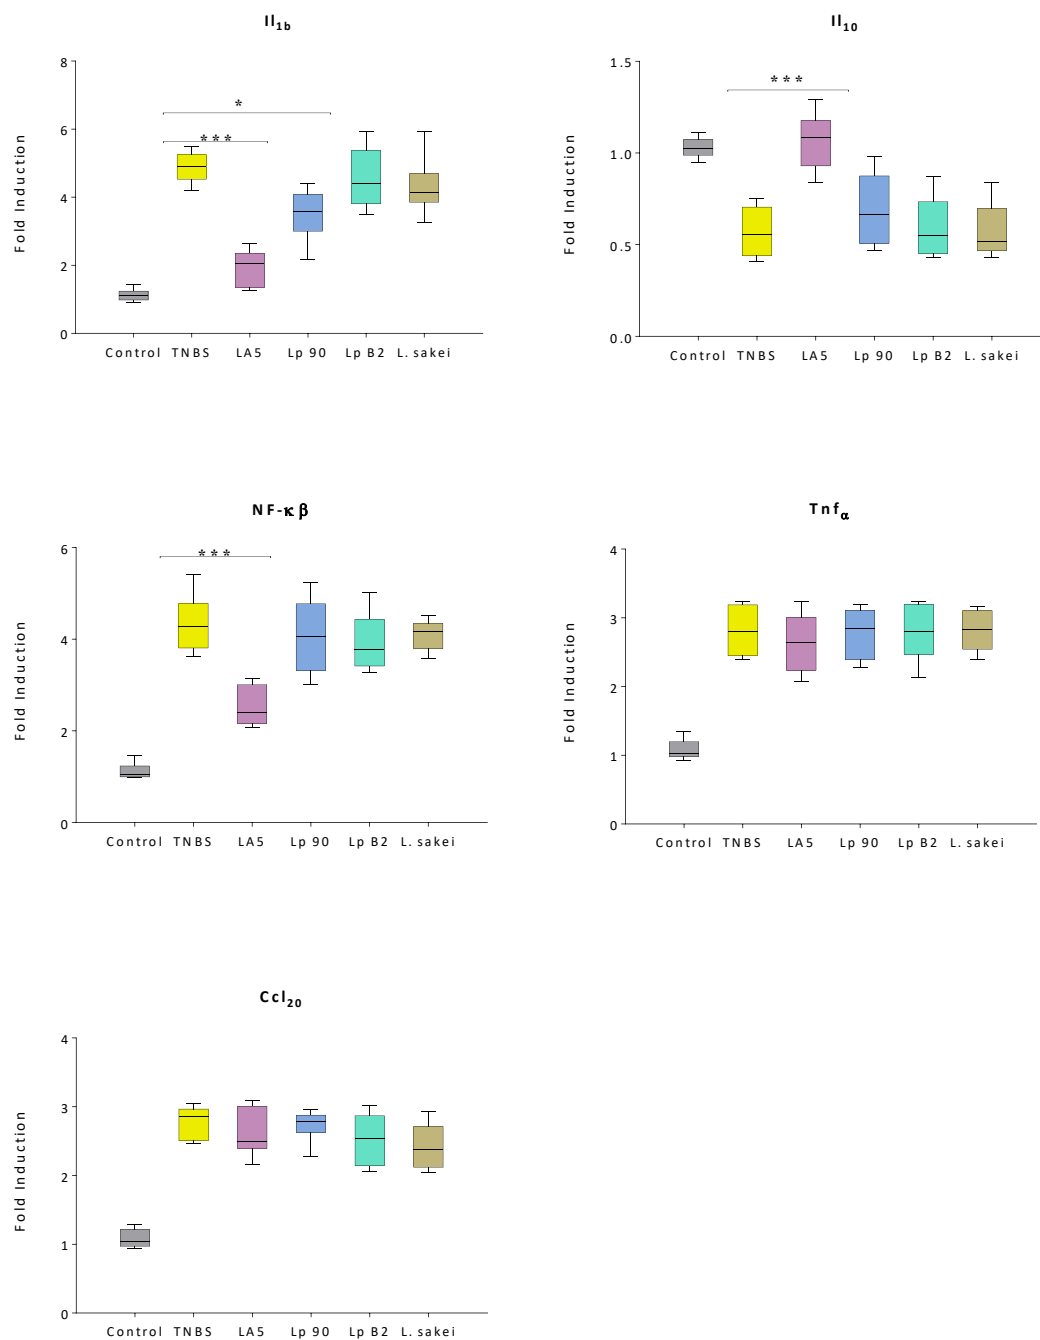 Il1b
8
6
4
2
0
Fold Induction
*
***
Control TNBS LA5 Lp 90 Lp B2 L. sakei
Il10
1.5
1.0
0.5
0.0
Fold Induction
***
Control TNBS LA5 Lp 90 Lp B2 L. sakei
NF-κ β
6
4
2
0
Fold Induction
***
Control TNBS LA5 Lp 90 Lp B2 L. sakei
Tnfα
4
3
2
1
0
Fold Induction
Control TNBS LA5 Lp 90 Lp B2 L. sakei
Ccl20
4
3
2
1
0
Fold Induction
Control TNBS LA5 Lp 90 Lp B2 L. sakei